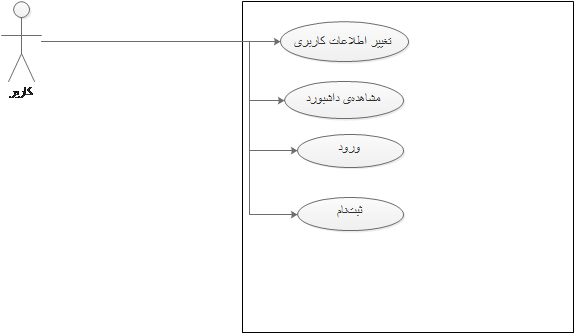 کاربر
تغییر اطلاعات کاربری
مشاهده‌ی داشبورد
ورود
ثبت‌نام